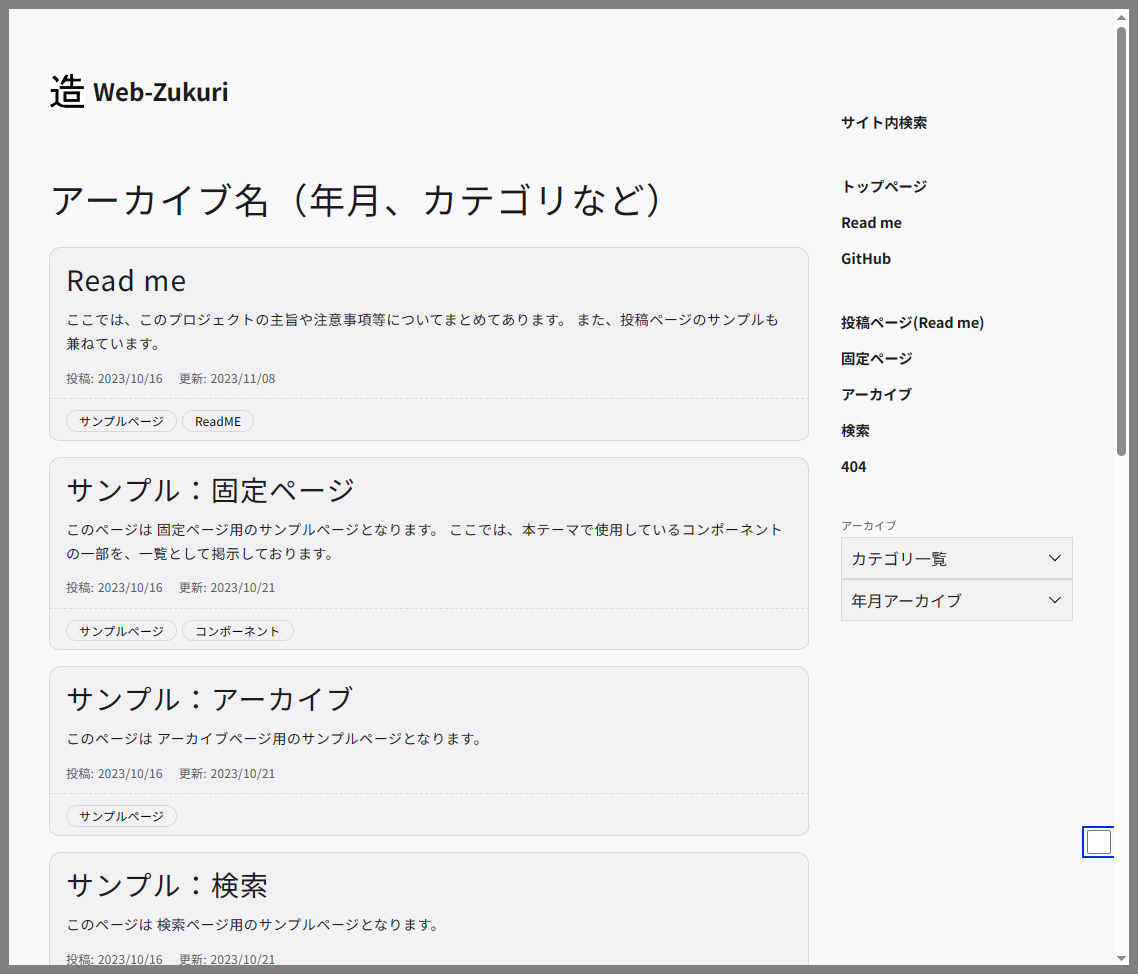 造 Web-Zukuri
アーカイブ名（年月、カテゴリなど）
Read me
ここでは、このプロジェクトの主旨や注意事項等についてまとめてあります。 また、投稿ページのサンプルも
兼ねています。
投稿: 2023/10/16 更新: 2023/11/08
サンプルページ ReadME
サンプル：固定ページ
このページは 固定ページ用のサンプルページとなります。 ここでは、本テーマで使用しているコンポーネント
の一部を、一覧として掲示しております。
投稿: 2023/10/16 更新: 2023/10/21
サンプルページ コンポーネント
サンプル：アーカイブ
このページは アーカイブページ用のサンプルページとなります。
投稿: 2023/10/16 更新: 2023/10/21
サンプルページ
サンプル：検索
このページは 検索ページ用のサンプルページとなります。
投稿: 2023/10/16 更新: 2023/10/21
サイト内検索
トップページ
Read me
GitHub
投稿ページ(Read me)
固定ページ
アーカイブ
検索
404
アーカイブ
カテゴリ一覧
年月アーカイブ